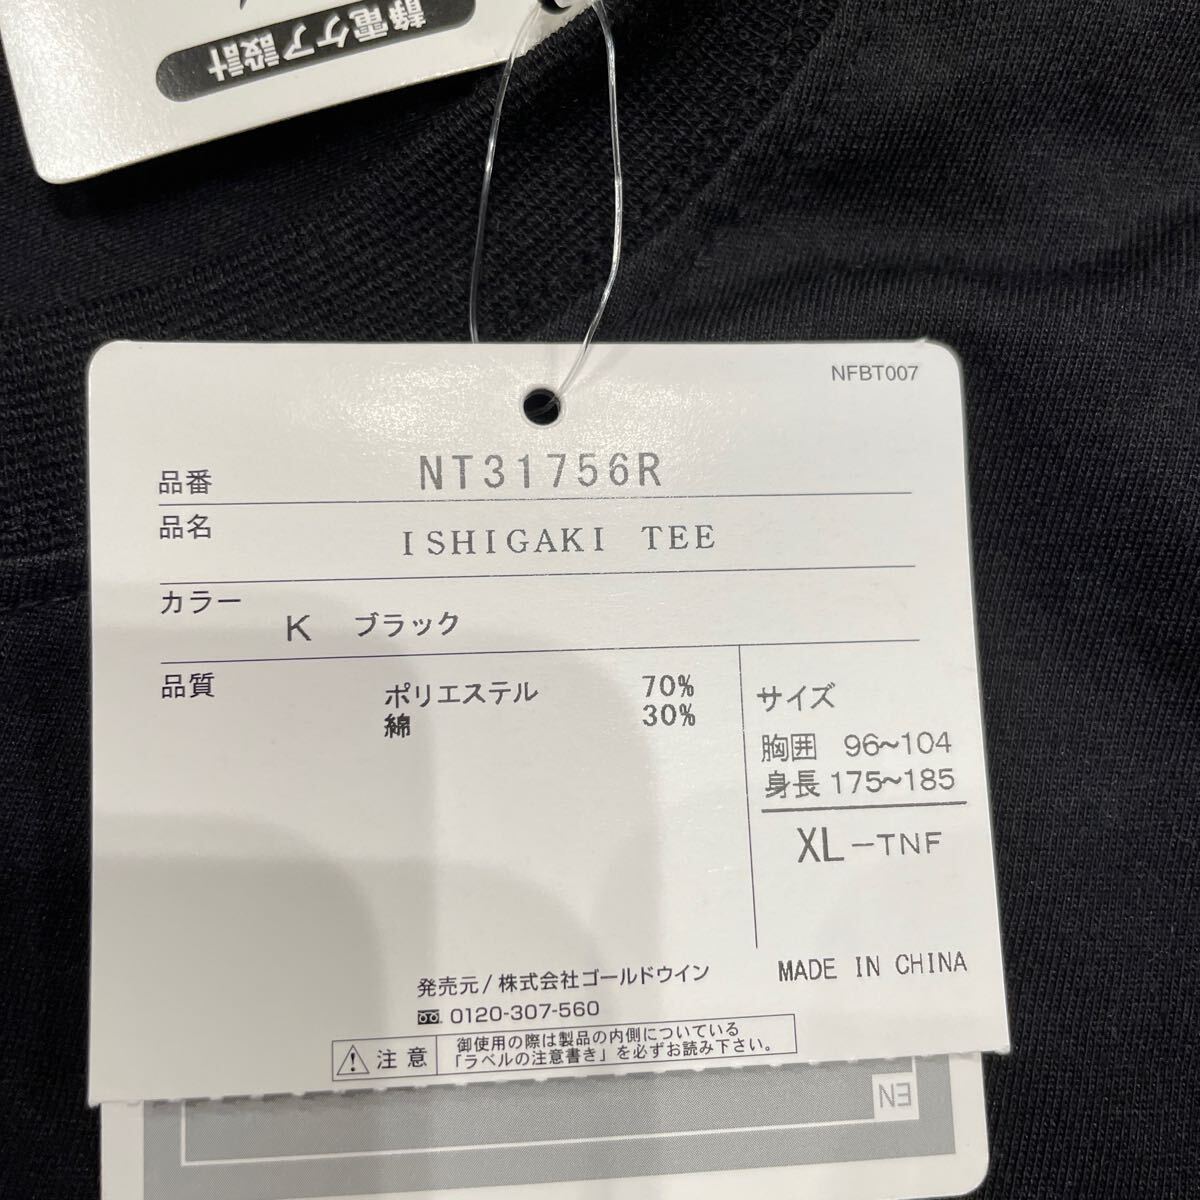 静電ケア設計
NFBT007
品番 NT31756R
品名 ISHIGAKI TEE
カラー K ブラック
品質 ポリエステル 70%
綿 30%
サイズ
胸囲 96~104
身長 175~185
XL-TNF
MADE IN CHINA
発売元/株式会社ゴールドウイン
0120-307-560
注意 御使用の際は製品の内側についている
「ラベルの注意書き」を必ずお読み下さい。
EN